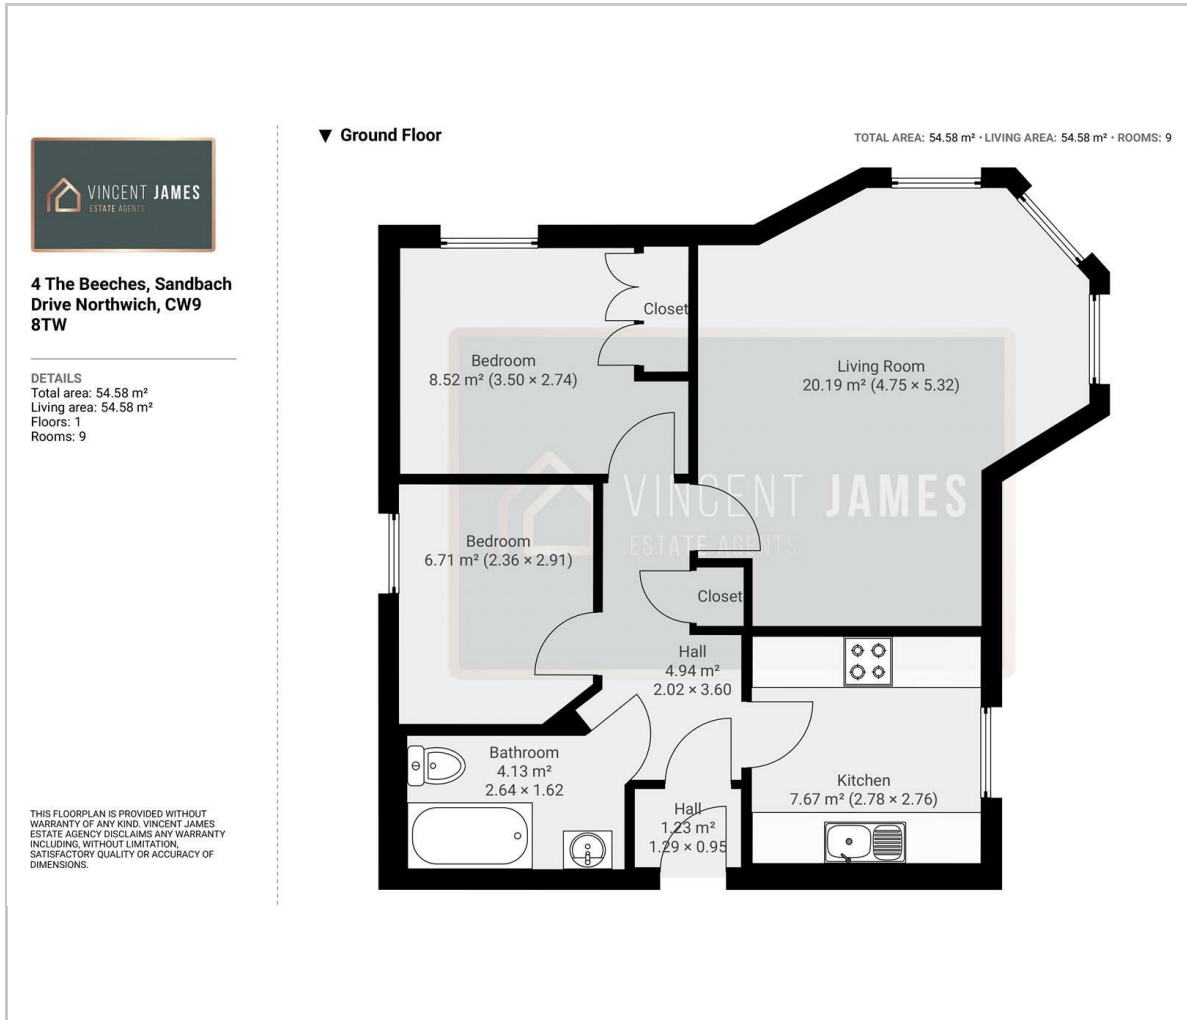 VINCENT JAMES
ESTATE AGENTS
4 The Beeches, Sandbach
Drive Northwich, CW9
8TW
DETAILS
Total area: 54.58 m²
Living area: 54.58 m²
Floors: 1
Rooms: 9
THIS FLOORPLAN IS PROVIDED WITHOUT
WARRANTY OF ANY KIND. VINCENT JAMES
ESTATE AGENCY DISCLAIMS ANY WARRANTY
INCLUDING, WITHOUT LIMITATION,
SATISFACTORY QUALITY OR ACCURACY OF
DIMENSIONS.
▼ Ground Floor
TOTAL AREA: 54.58 m² • LIVING AREA: 54.58 m² • ROOMS: 9
Closet
Bedroom
8.52 m² (3.50 × 2.74)
Living Room
20.19 m² (4.75 × 5.32)
VINCENT JAMES
ESTATE AGENTS
Bedroom
6.71 m² (2.36 × 2.91)
Closet
Hall
4.94 m²
2.02 × 3.60
Bathroom
4.13 m²
2.64 × 1.62
Hall
1.23 m²
1.29 × 0.95
Kitchen
7.67 m² (2.78 × 2.76)